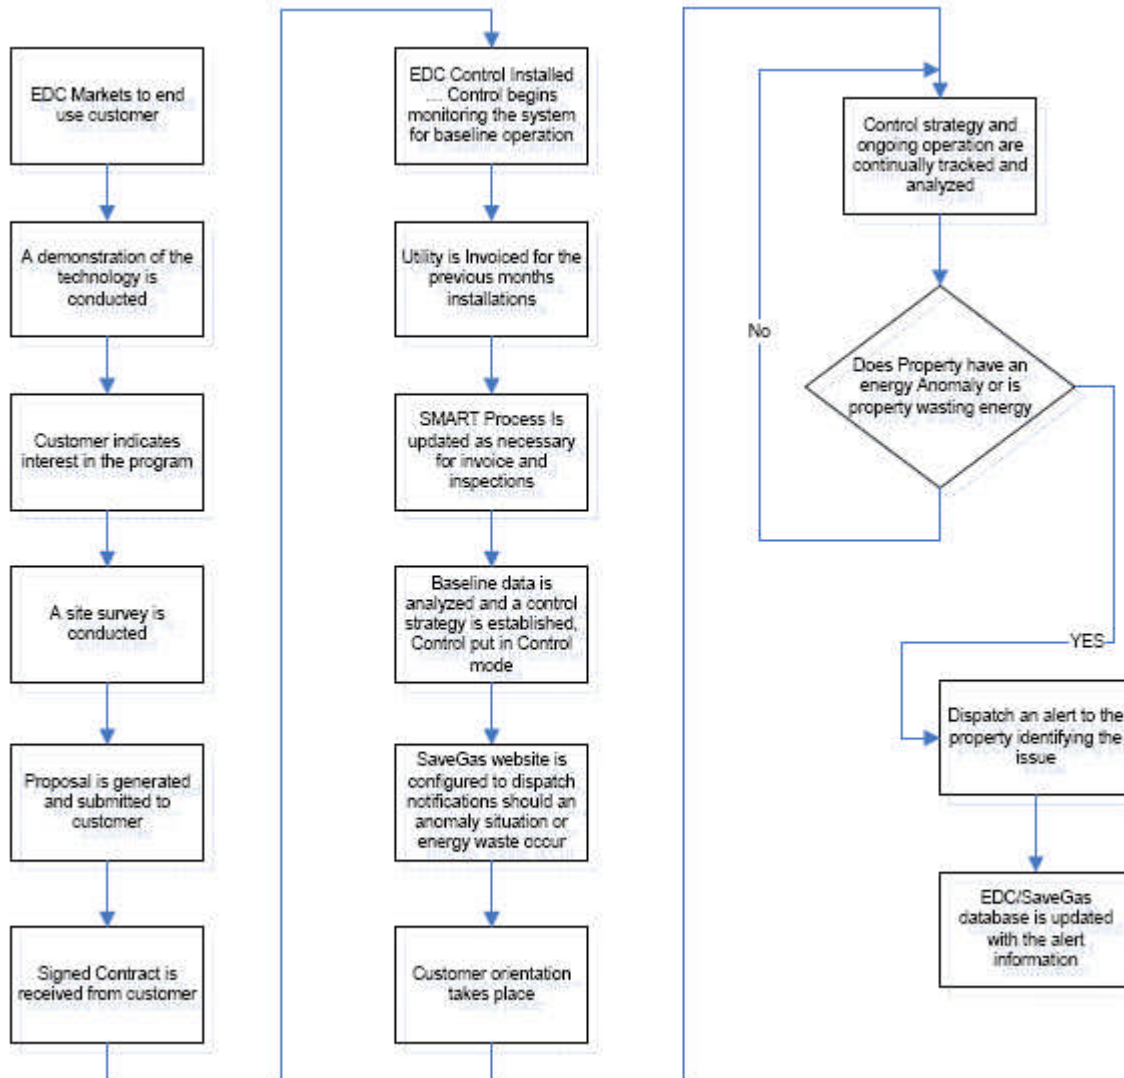 EDC Markets to end
use customer
A demonstration of the
technology is
conducted
Customer indicates
interest in the program
A site survey is
conducted
Proposal is generated
and submitted to
customer
Signed Contract is
received from customer
EDC Control Installed
.... Control begins
monitoring the system
for baseline operation
Utility is Invoiced for the
previous months
installations
SMART Process Is
updated as necessary
for invoice and
inspections
Baseline data is
analyzed and a control
strategy is established,
Control put in Control
mode
SaveGas website is
configured to dispatch
notifications should an
anomaly situation or
energy waste occur
Customer orientation
takes place
Control strategy and
ongoing operation are
continually tracked and
analyzed
No
Does Property have an
energy Anomaly or is
property wasting energy
YES
Dispatch an alert to the
property identifying the
issue
EDC/SaveGas
database is updated
with the alert
information